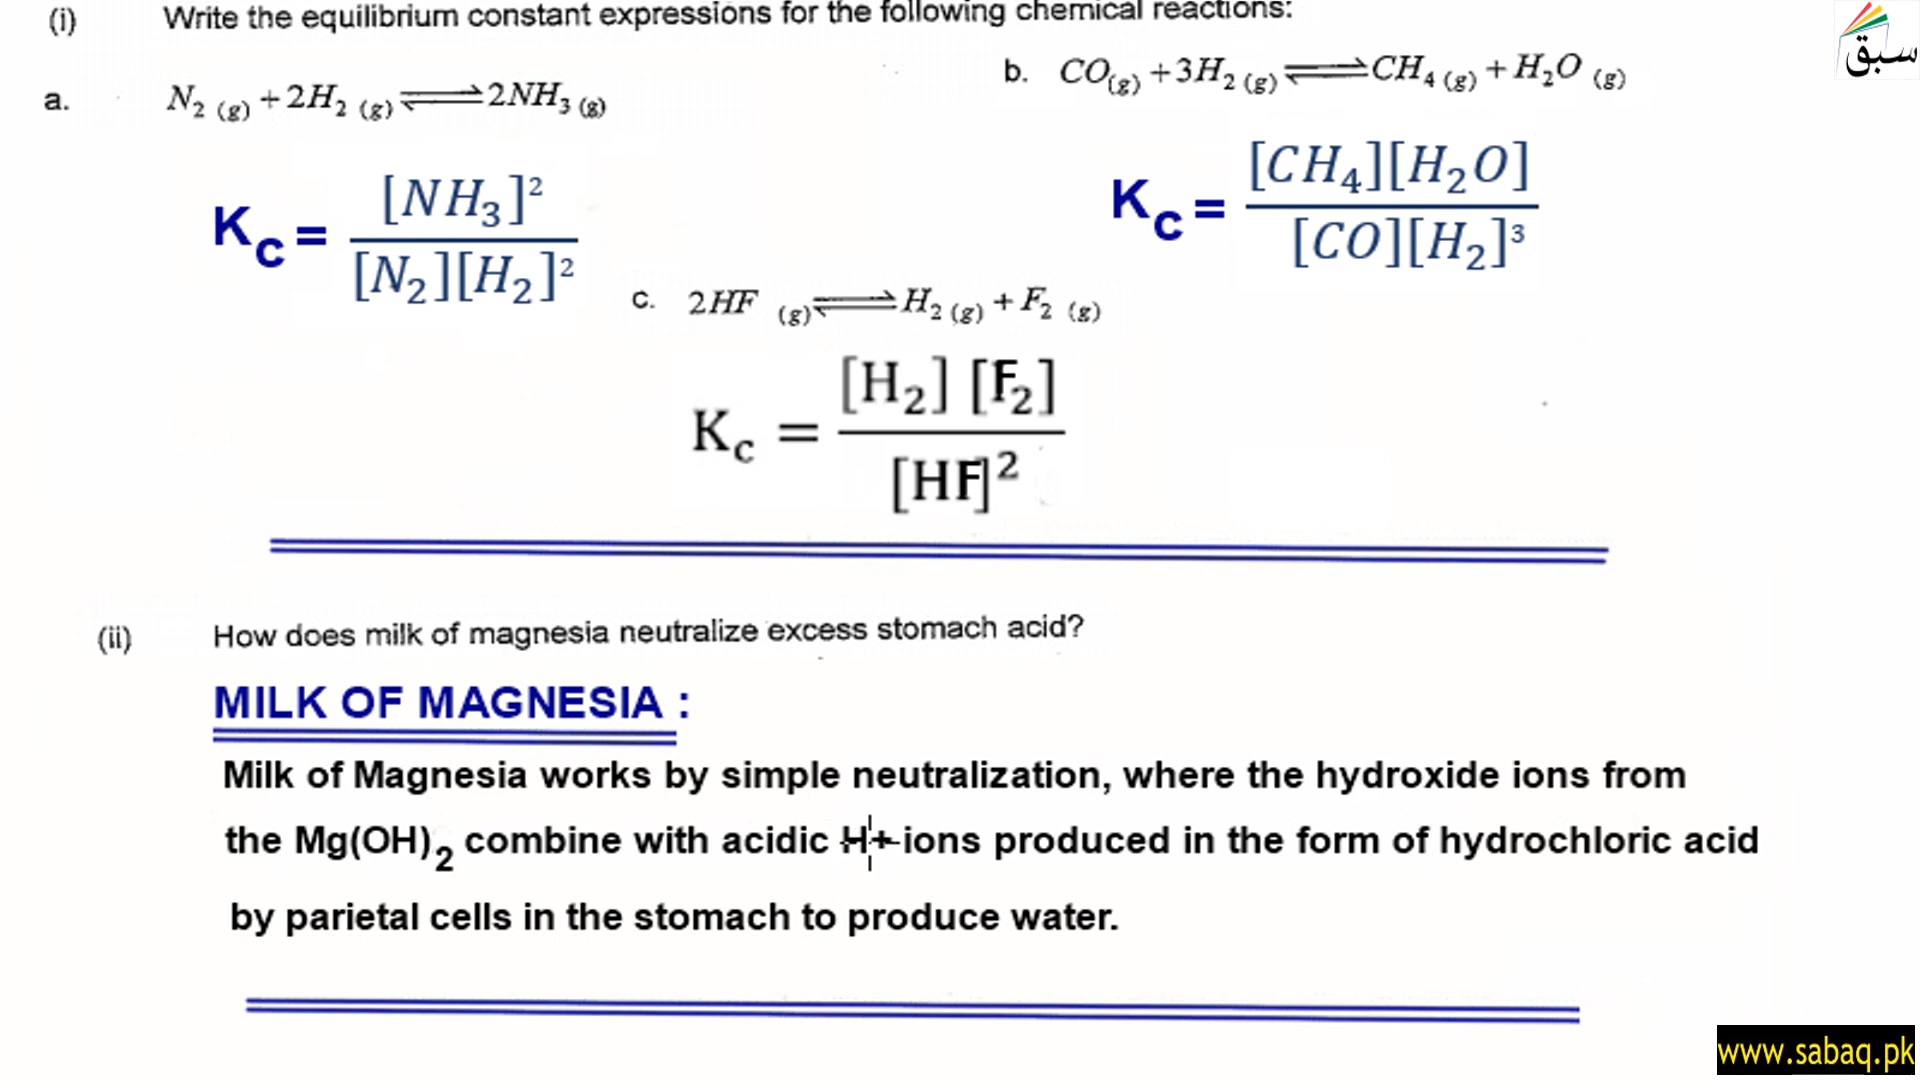 (i) Write the equilibrium constant expressions for the following chemical reactions:
a. N₂ (g) + 2H₂ (g) ⇌ 2NH₃ (g)
b. CO(g) + 3H₂ (g) ⇌ CH₄ (g) + H₂O (g)
سبق
Kc = [NH₃]² / [N₂][H₂]²
Kc = [CH₄][H₂O] / [CO][H₂]³
c. 2HF (g) ⇌ H₂ (g) + F₂ (g)
Kc = [H₂] [F₂] / [HF]²
(ii) How does milk of magnesia neutralize excess stomach acid?
MILK OF MAGNESIA :
Milk of Magnesia works by simple neutralization, where the hydroxide ions from
the Mg(OH)₂ combine with acidic H+ ions produced in the form of hydrochloric acid
by parietal cells in the stomach to produce water.
www.sabaq.pk